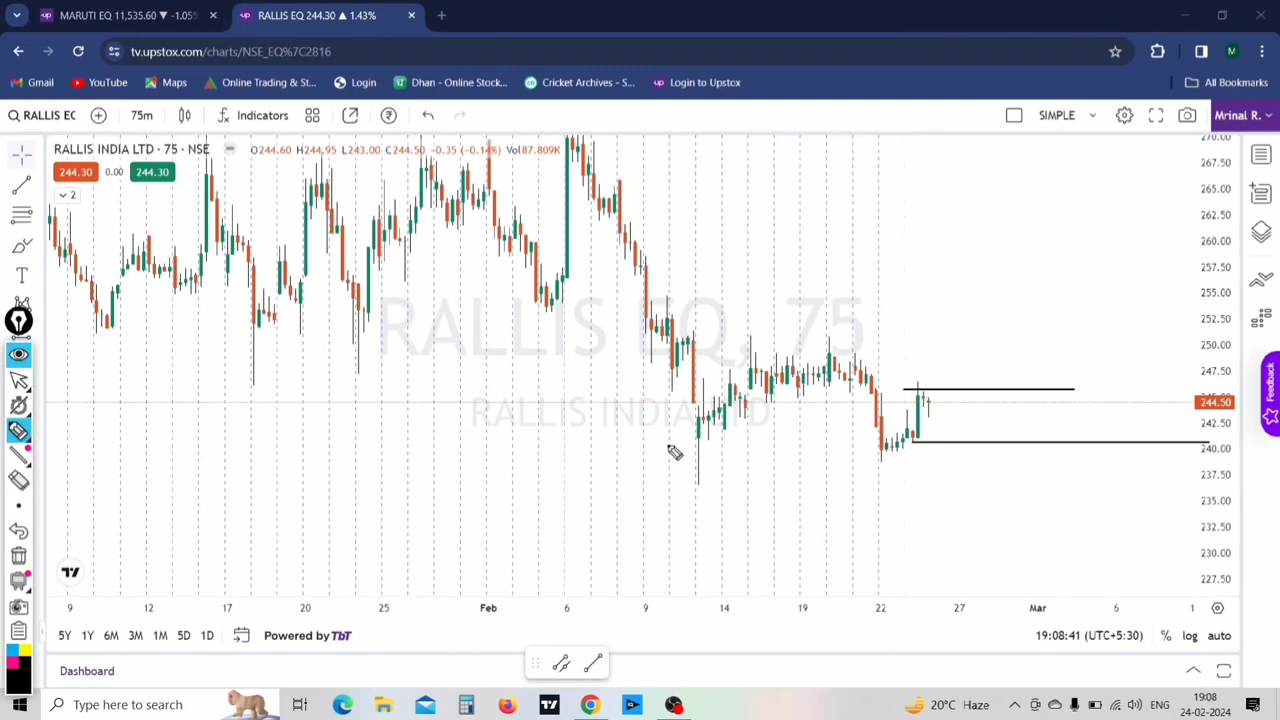 MARUTI EQ 11,535.60 ▼ -1.05%
RALLIS EQ 244.30 ▲ 1.43%
tv.upstox.com/charts/NSE_EQ%7C2816
Gmail YouTube Maps Online Trading & St... Login Dhan - Online Stock... Cricket Archives - S... Login to Upstox All Bookmarks
RALLIS EC 75m Indicators SIMPLE Mrinal R.
RALLIS INDIA LTD · 75 · NSE O244.60 H244.95 L243.00 C244.50 -0.35 (-0.14%) Vol87.809K
244.30 0.00 244.30
2
RALLIS EQ, 75
RALLIS INDIA LTD
270.00
267.50
265.00
262.50
260.00
257.50
255.00
252.50
250.00
247.50
244.50
242.50
240.00
237.50
235.00
232.50
230.00
227.50
Feedback
9 12 17 20 25 Feb 6 9 14 19 22 27 Mar 6 1
5Y 1Y 6M 3M 1M 5D 1D Powered by TbT 19:08:41 (UTC+5:30) % log auto
Dashboard
Type here to search 20°C Haze ENG 19:08
24-02-2024